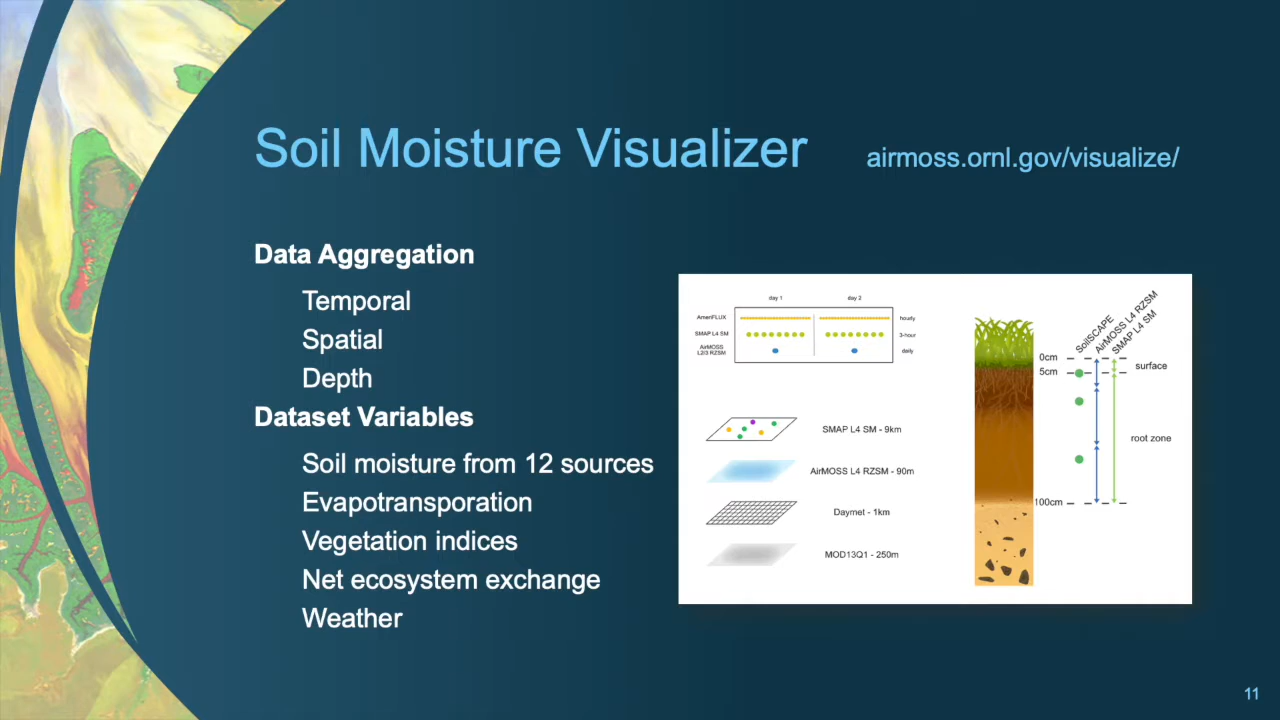 Soil Moisture Visualizer
airmoss.ornl.gov/visualize/
Data Aggregation
Temporal
Spatial
Depth
Dataset Variables
Soil moisture from 12 sources
Evapotransporation
Vegetation indices
Net ecosystem exchange
Weather
day 1 day 2
AmeriFLUX hourly
SMAP L4 SM 3-hour
AirMOSS
L2/3 RZSM daily
SMAP L4 SM - 9km
AirMOSS L4 RZSM - 90m
Daymet - 1km
MOD13Q1 - 250m
SoilSCAPE
AirMOSS L4 RZSM
SMAP L4 SM
0cm
surface
5cm
root zone
100cm
11